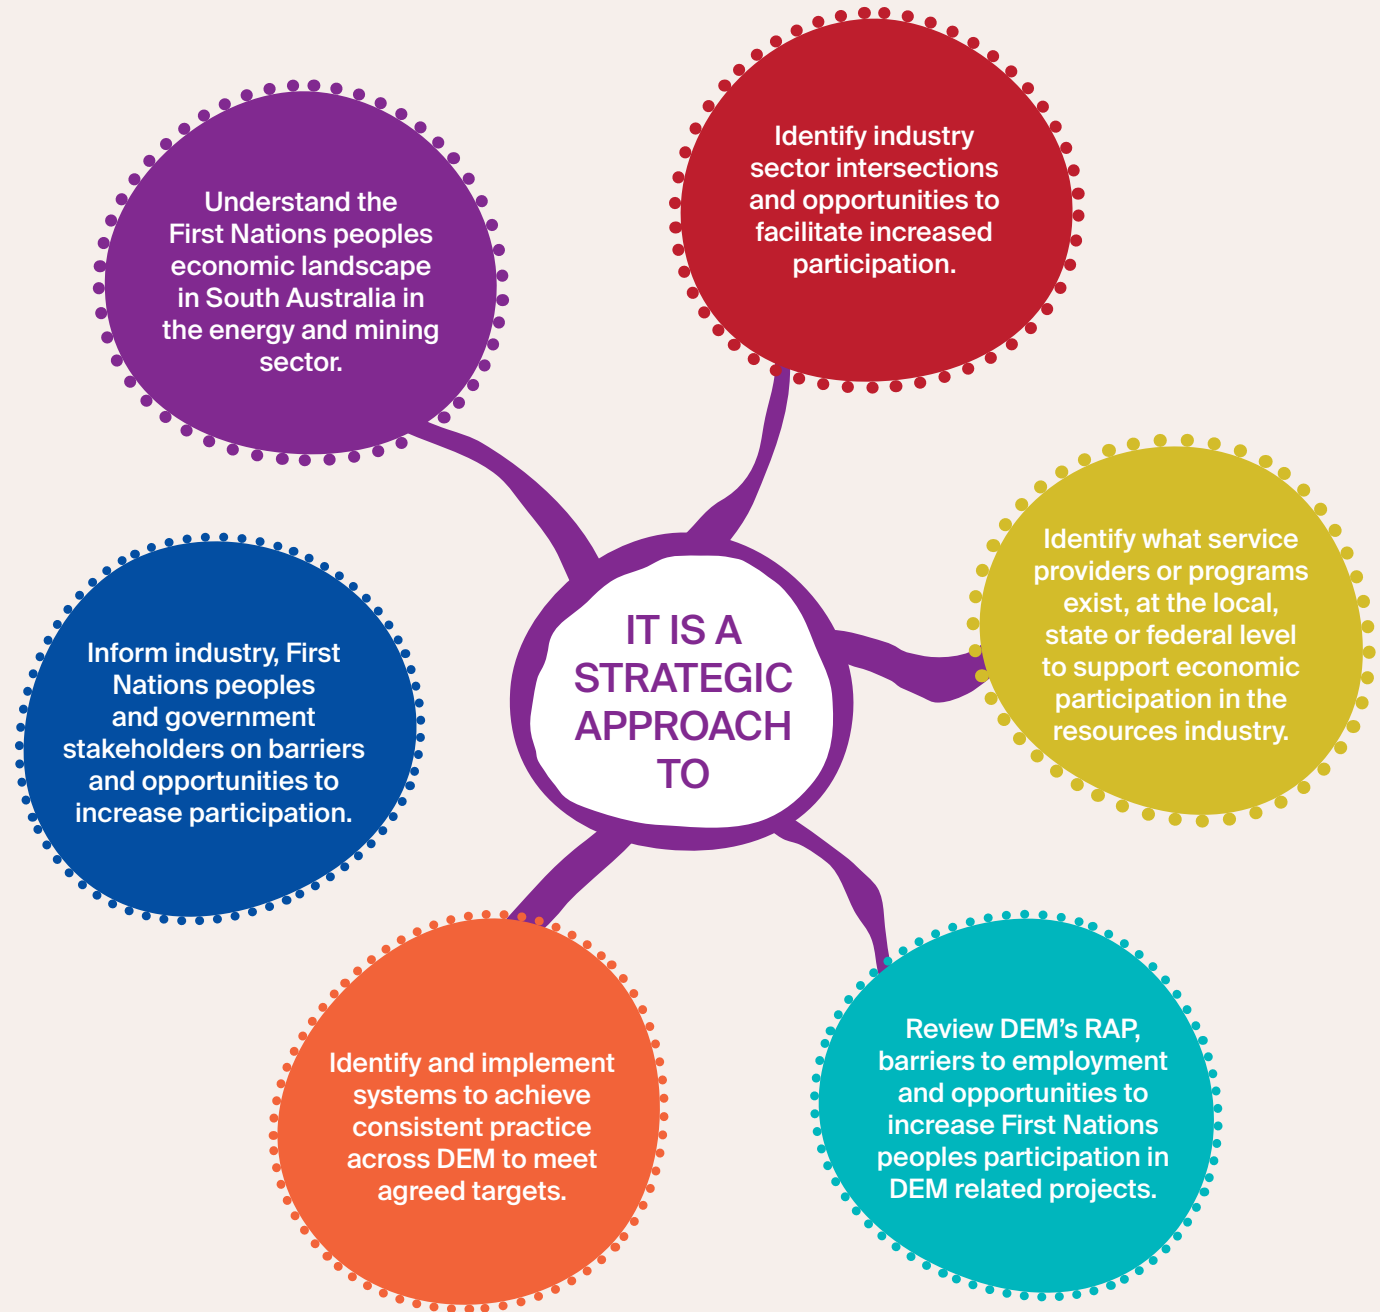 IT IS A
STRATEGIC
APPROACH
TO
Understand the
First Nations peoples
economic landscape
in South Australia in
the energy and mining
sector.
Identify industry
sector intersections
and opportunities to
facilitate increased
participation.
Identify what service
providers or programs
exist, at the local,
state or federal level
to support economic
participation in the
resources industry.
Review DEM’s RAP,
barriers to employment
and opportunities to
increase First Nations
peoples participation in
DEM related projects.
Identify and implement
systems to achieve
consistent practice
across DEM to meet
agreed targets.
Inform industry, First
Nations peoples
and government
stakeholders on barriers
and opportunities to
increase participation.